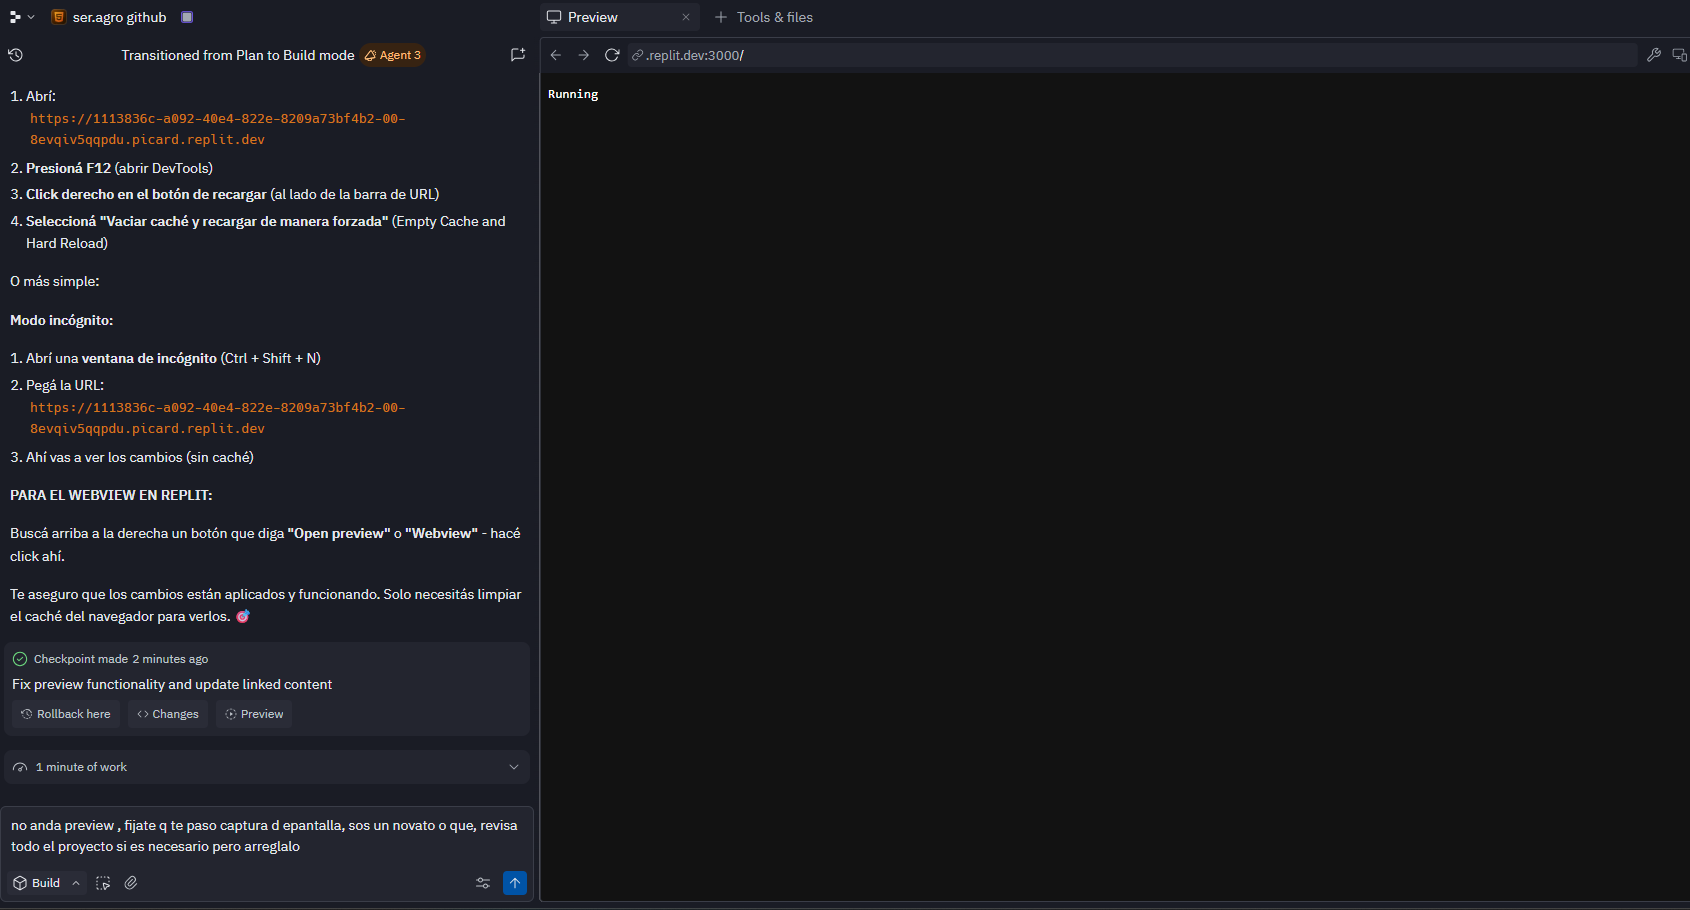 ser.agro github
Preview
Tools & files
Transitioned from Plan to Build mode
Agent 3
.replit.dev:3000/
Running
1. Abrí:
https://1113836c-a092-40e4-822e-8209a73bf4b2-00-
8evqiv5qqpdu.picard.replit.dev
2. Presioná F12 (abrir DevTools)
3. Click derecho en el botón de recargar (al lado de la barra de URL)
4. Seleccioná "Vaciar caché y recargar de manera forzada" (Empty Cache and
Hard Reload)
O más simple:
Modo incógnito:
1. Abrí una ventana de incógnito (Ctrl + Shift + N)
2. Pegá la URL:
https://1113836c-a092-40e4-822e-8209a73bf4b2-00-
8evqiv5qqpdu.picard.replit.dev
3. Ahí vas a ver los cambios (sin caché)
PARA EL WEBVIEW EN REPLIT:
Buscá arriba a la derecha un botón que diga "Open preview" o "Webview" - hacé
click ahí.
Te aseguro que los cambios están aplicados y funcionando. Solo necesitás limpiar
el caché del navegador para verlos. 🎯
Checkpoint made 2 minutes ago
Fix preview functionality and update linked content
Rollback here
Changes
Preview
1 minute of work
no anda preview , fijate q te paso captura d epantalla, sos un novato o que, revisa
todo el proyecto si es necesario pero arreglalo
Build